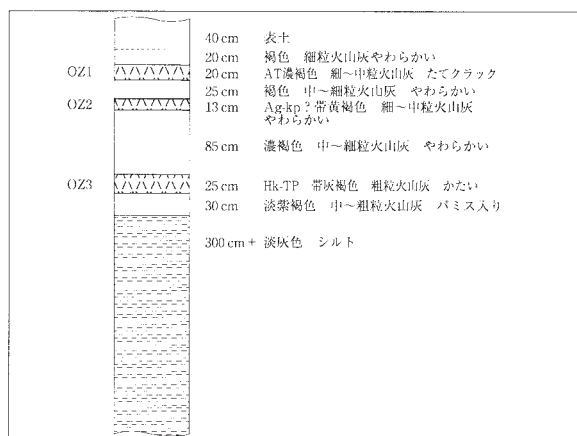 40 cm 表土
20 cm 褐色 細粒火山灰やわらかい
OZ1 20 cm AT濃褐色 細～中粒火山灰 たてクラック
25 cm 褐色 中～細粒火山灰 やわらかい
OZ2 13 cm Ag-kp？帯黄褐色 細～中粒火山灰
やわらかい
85 cm 濃褐色 中～細粒火山灰 やわらかい
OZ3 25 cm Hk-TP 帯灰褐色 粗粒火山灰 かたい
30 cm 淡紫褐色 中～粗粒火山灰 パミス入り
300 cm + 淡灰色 シルト